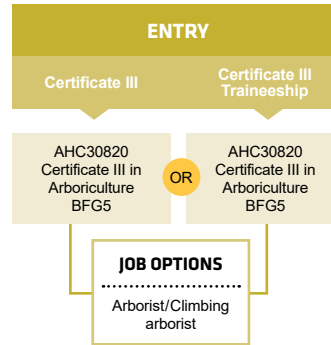 ENTRY
Certificate III
Certificate III
Traineeship
AHC30820
Certificate III in
Arboriculture
BFG5
OR
AHC30820
Certificate III in
Arboriculture
BFG5
JOB OPTIONS
Arborist/Climbing
arborist